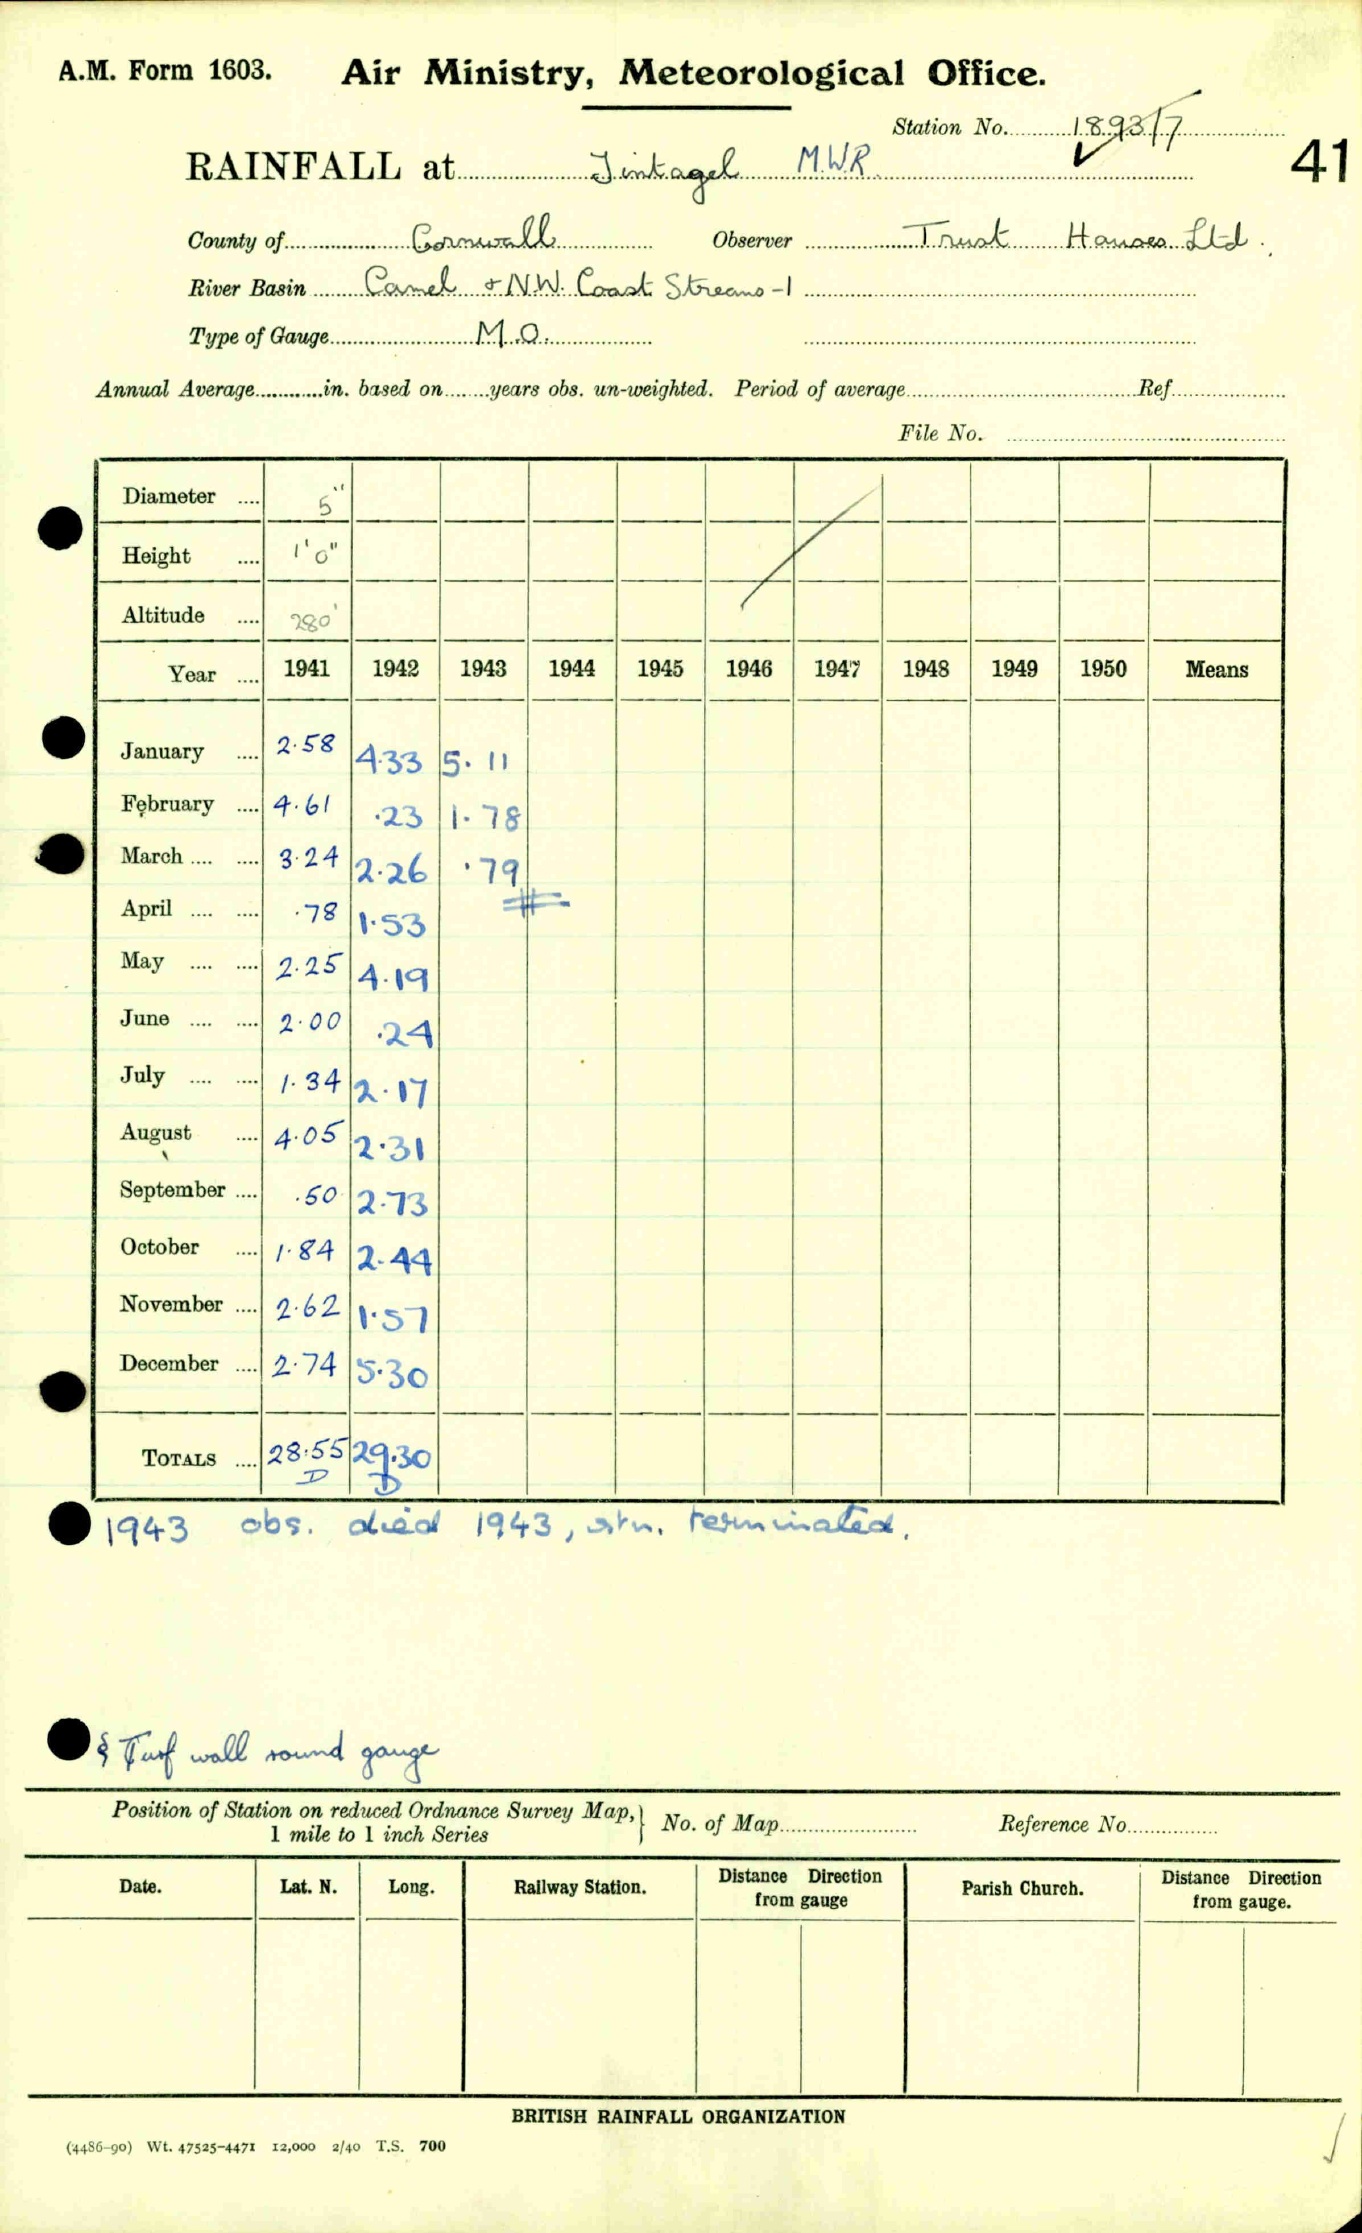 A.M. Form 1603. Air Ministry, Meteorological Office.
Station No. 1893/7
RAINFALL at Tintagel M.W.R. 41
County of Cornwall Observer Trust Houses Ltd.
River Basin Camel & N.W. Coast Streams - 1
Type of Gauge M.O.
Annual Average............in. based on........years obs. un-weighted. Period of average Ref.
File No.
Diameter .... 5"
Height .... 1'0"
Altitude .... 280'
Year .... 1941 1942 1943 1944 1945 1946 1947 1948 1949 1950 Means
January .... 2.58 4.33 5.11
February .... 4.61 .23 1.78
March .... .... 3.24 2.26 .79
April .... .... .78 1.53
May .... .... 2.25 4.19
June .... .... 2.00 .24
July .... .... 1.34 2.17
August .... 4.05 2.31
September .... .50 2.73
October .... 1.84 2.44
November .... 2.62 1.57
December .... 2.74 5.30
TOTALS .... 28.55 29.30
D D
1943 obs. died 1943, stn. terminated.
§ Turf wall round gauge
Position of Station on reduced Ordnance Survey Map, } No. of Map Reference No.
1 mile to 1 inch Series
Date. Lat. N. Long. Railway Station. Distance Direction Parish Church. Distance Direction
from gauge from gauge.
BRITISH RAINFALL ORGANIZATION
(4486-90) Wt. 47525-4471 12,000 2/40 T.S. 700